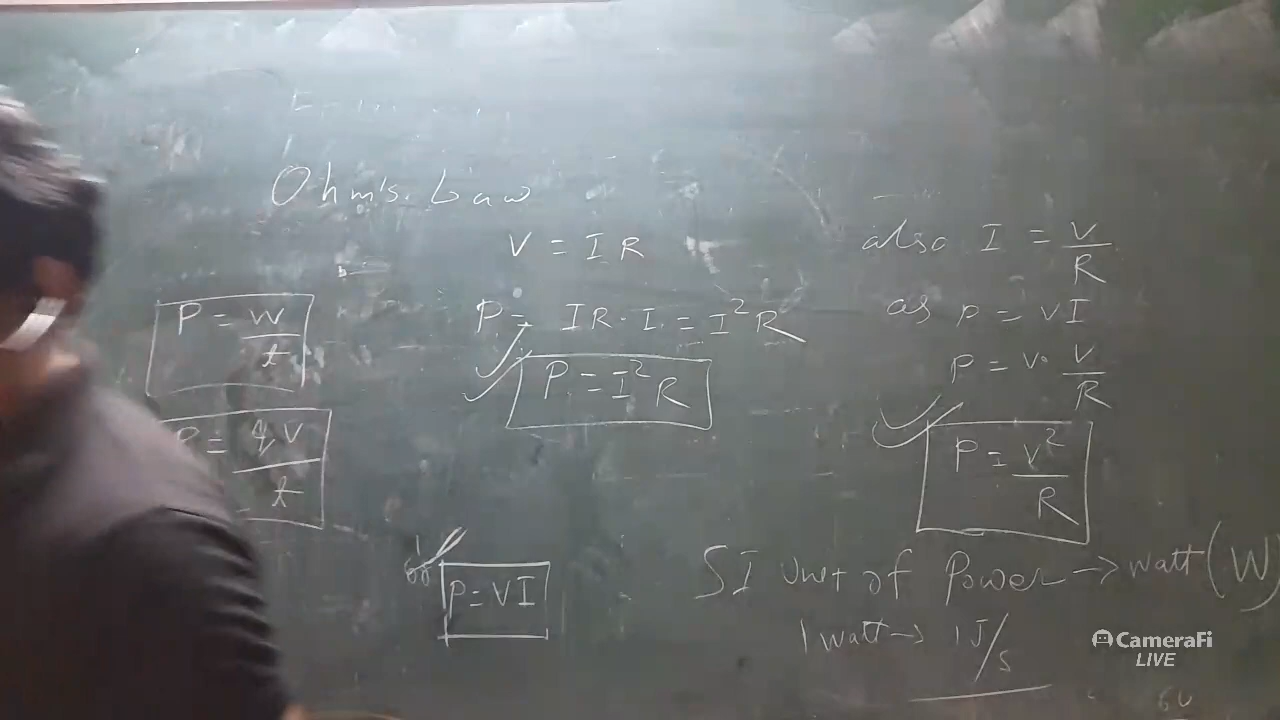 Ohm's Law
V = I R
P = IR · I = I²R
P = I²R
P = W/t
P = qV/t
P = VI
also I = V/R
as P = VI
P = V · V/R
P = V²/R
SI Unit of Power → watt (W)
1 watt → 1 J/s
CameraFi
LIVE